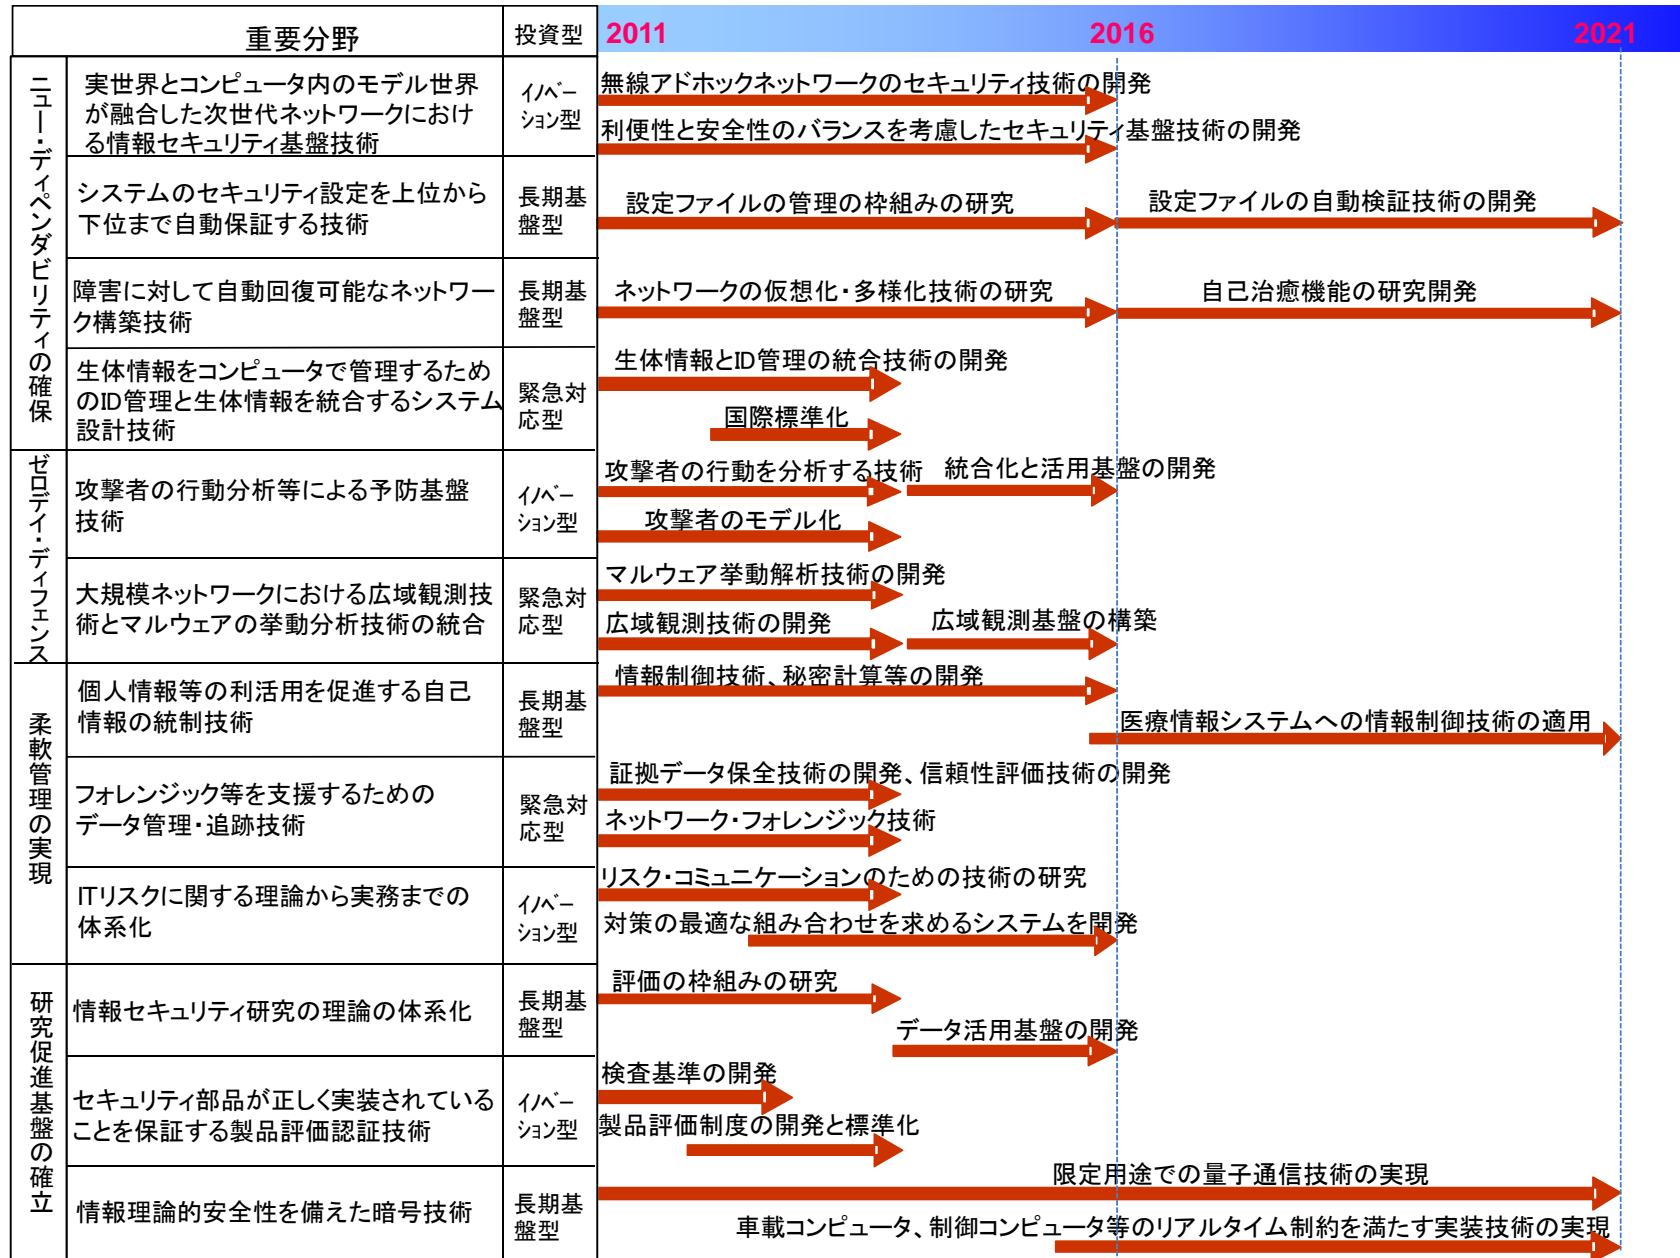 重要分野
投資型
2011
2016
2021
ニュー・ディペンダビリティの確保
実世界とコンピュータ内のモデル世界
が融合した次世代ネットワークにおけ
る情報セキュリティ基盤技術
ｲﾉﾍﾞｰ
ｼｮﾝ型
無線アドホックネットワークのセキュリティ技術の開発
利便性と安全性のバランスを考慮したセキュリティ基盤技術の開発
システムのセキュリティ設定を上位から
下位まで自動保証する技術
長期基
盤型
設定ファイルの管理の枠組みの研究
設定ファイルの自動検証技術の開発
障害に対して自動回復可能なネットワー
ク構築技術
長期基
盤型
ネットワークの仮想化・多様化技術の研究
自己治癒機能の研究開発
生体情報をコンピュータで管理するため
のID管理と生体情報を統合するシステム
設計技術
緊急対
応型
生体情報とID管理の統合技術の開発
国際標準化
ゼロデイ・ディフェンス
攻撃者の行動分析等による予防基盤
技術
ｲﾉﾍﾞｰ
ｼｮﾝ型
攻撃者の行動を分析する技術
統合化と活用基盤の開発
攻撃者のモデル化
大規模ネットワークにおける広域観測技
術とマルウェアの挙動分析技術の統合
緊急対
応型
マルウェア挙動解析技術の開発
広域観測技術の開発
広域観測基盤の構築
柔軟管理の実現
個人情報等の利活用を促進する自己
情報の統制技術
長期基
盤型
情報制御技術、秘密計算等の開発
医療情報システムへの情報制御技術の適用
フォレンジック等を支援するための
データ管理・追跡技術
緊急対
応型
証拠データ保全技術の開発、信頼性評価技術の開発
ネットワーク・フォレンジック技術
ITリスクに関する理論から実務までの
体系化
ｲﾉﾍﾞｰ
ｼｮﾝ型
リスク・コミュニケーションのための技術の研究
対策の最適な組み合わせを求めるシステムを開発
研究促進基盤の確立
情報セキュリティ研究の理論の体系化
長期基
盤型
評価の枠組みの研究
データ活用基盤の開発
セキュリティ部品が正しく実装されている
ことを保証する製品評価認証技術
ｲﾉﾍﾞｰ
ｼｮﾝ型
検査基準の開発
製品評価制度の開発と標準化
情報理論的安全性を備えた暗号技術
長期基
盤型
限定用途での量子通信技術の実現
車載コンピュータ、制御コンピュータ等のリアルタイム制約を満たす実装技術の実現